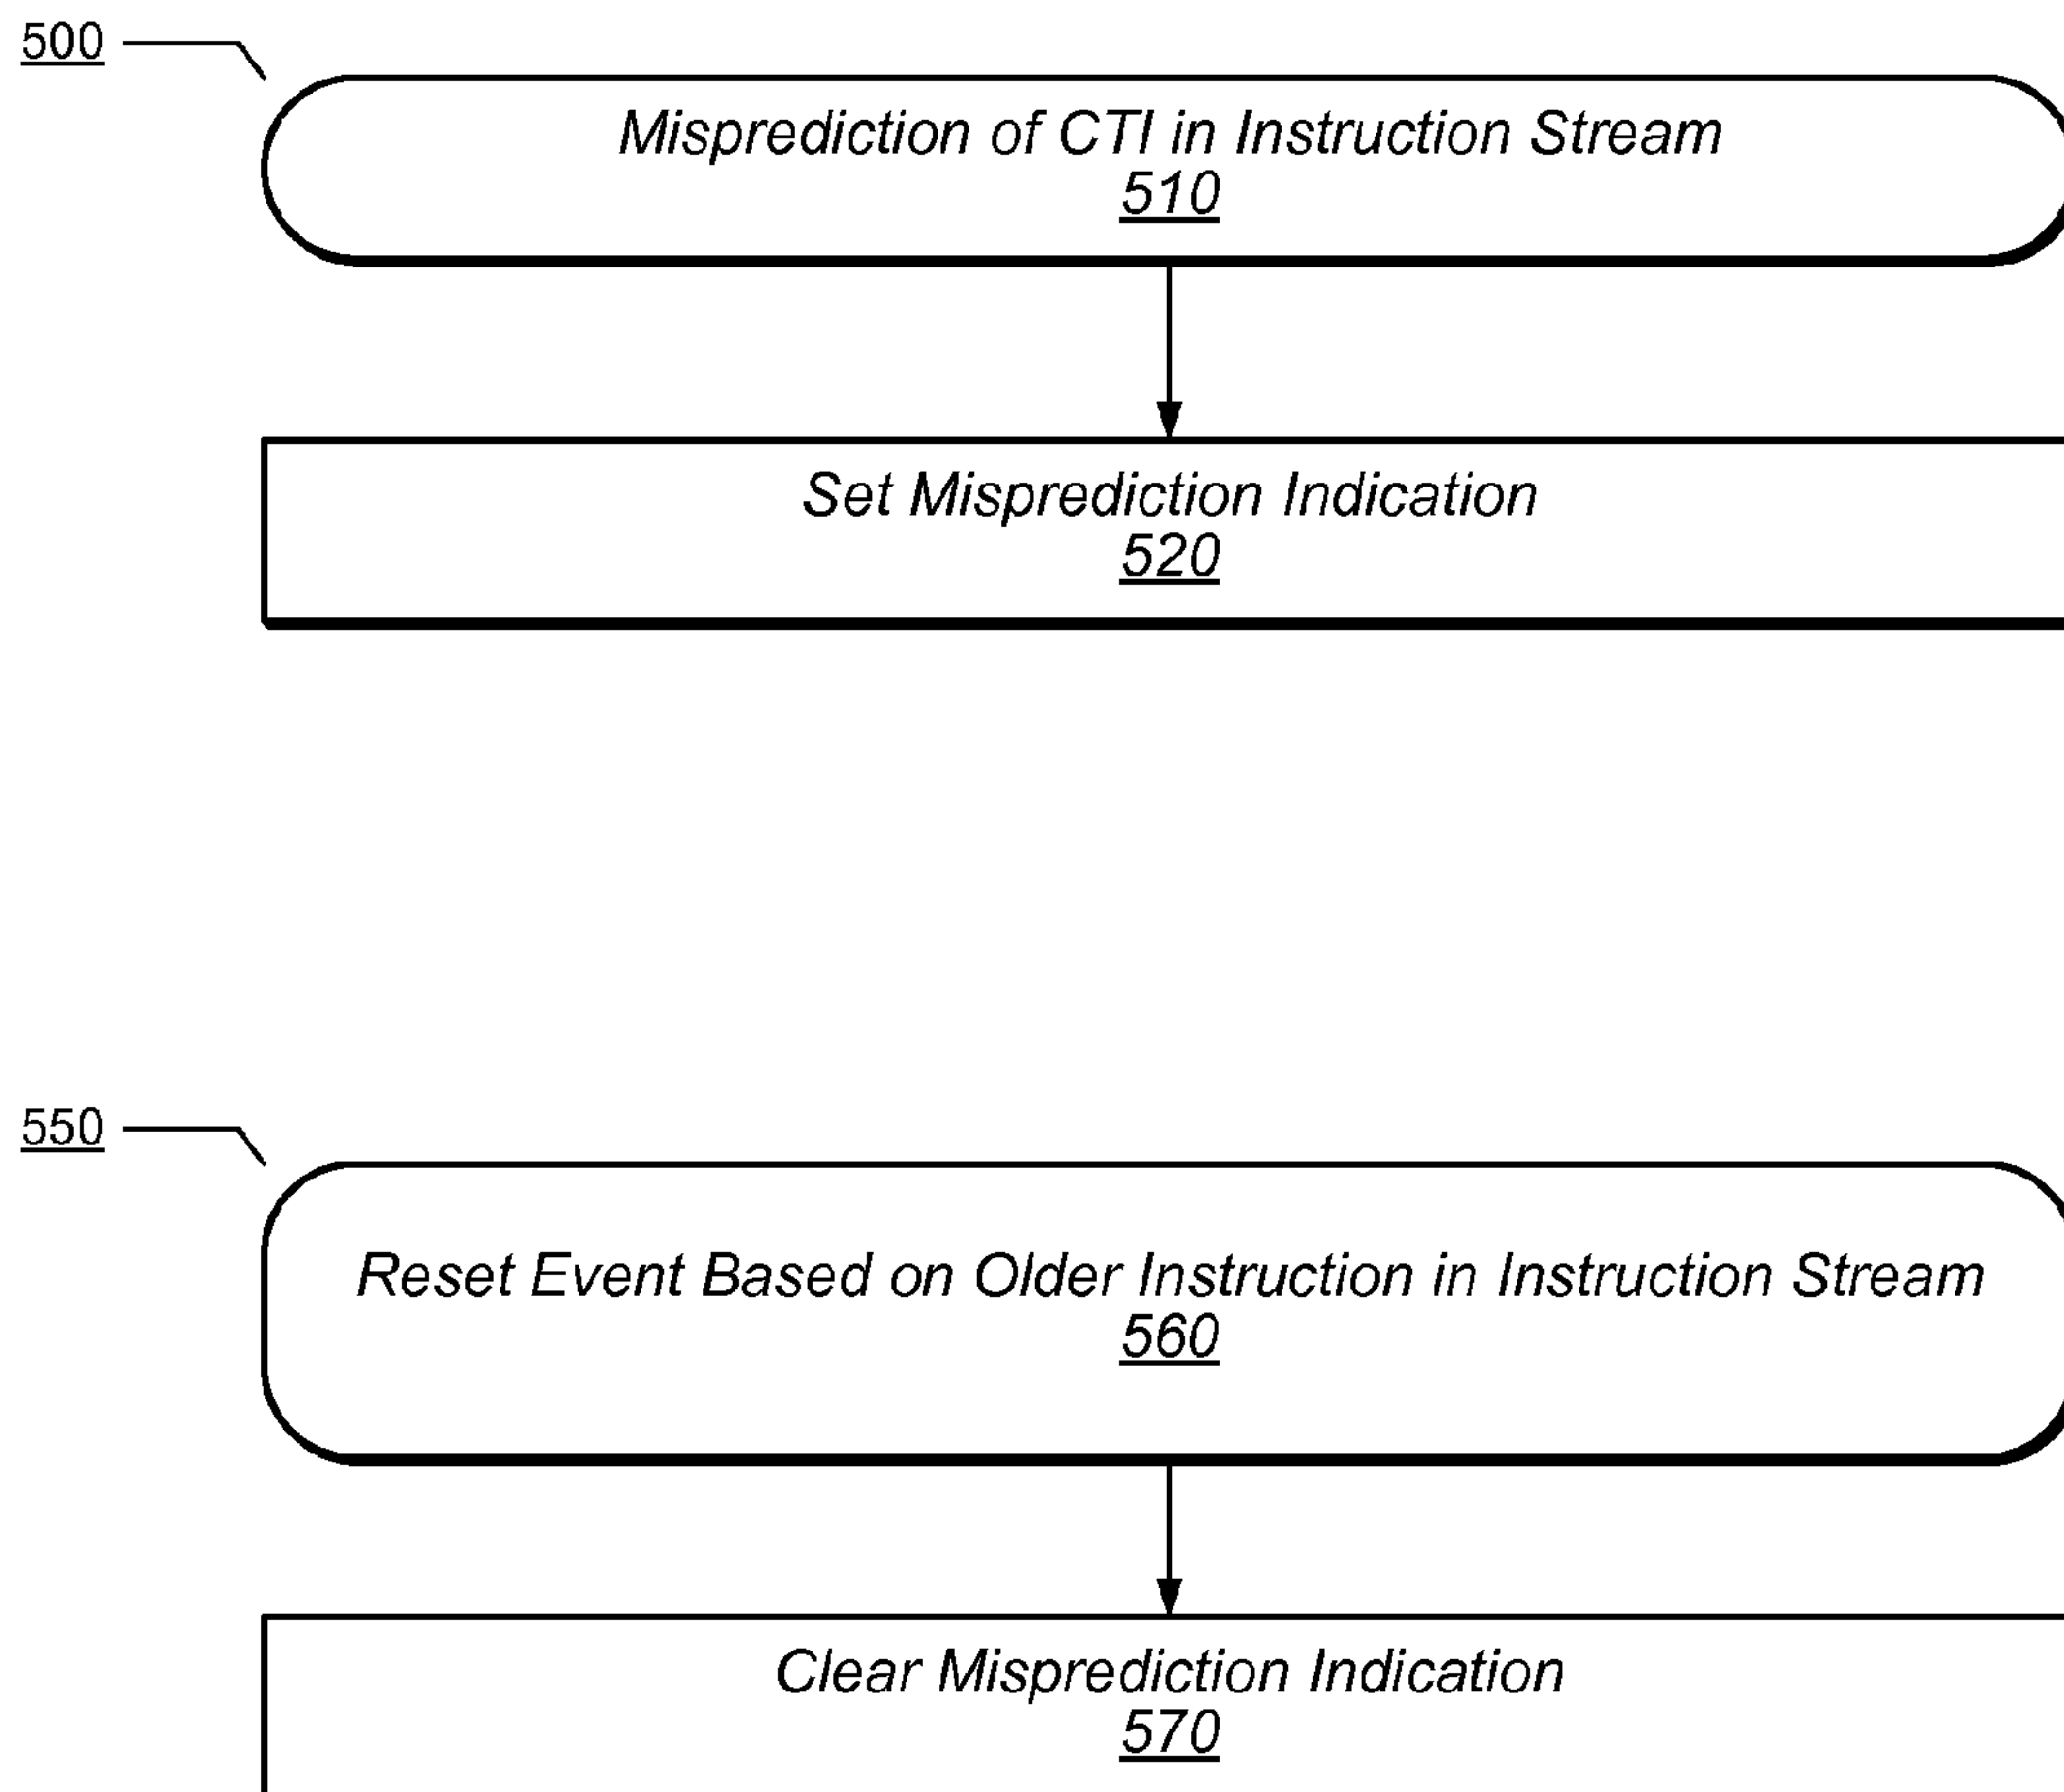 500
Misprediction of CTI in Instruction Stream
510
Set Misprediction Indication
520
550
Reset Event Based on Older Instruction in Instruction Stream
560
Clear Misprediction Indication
570